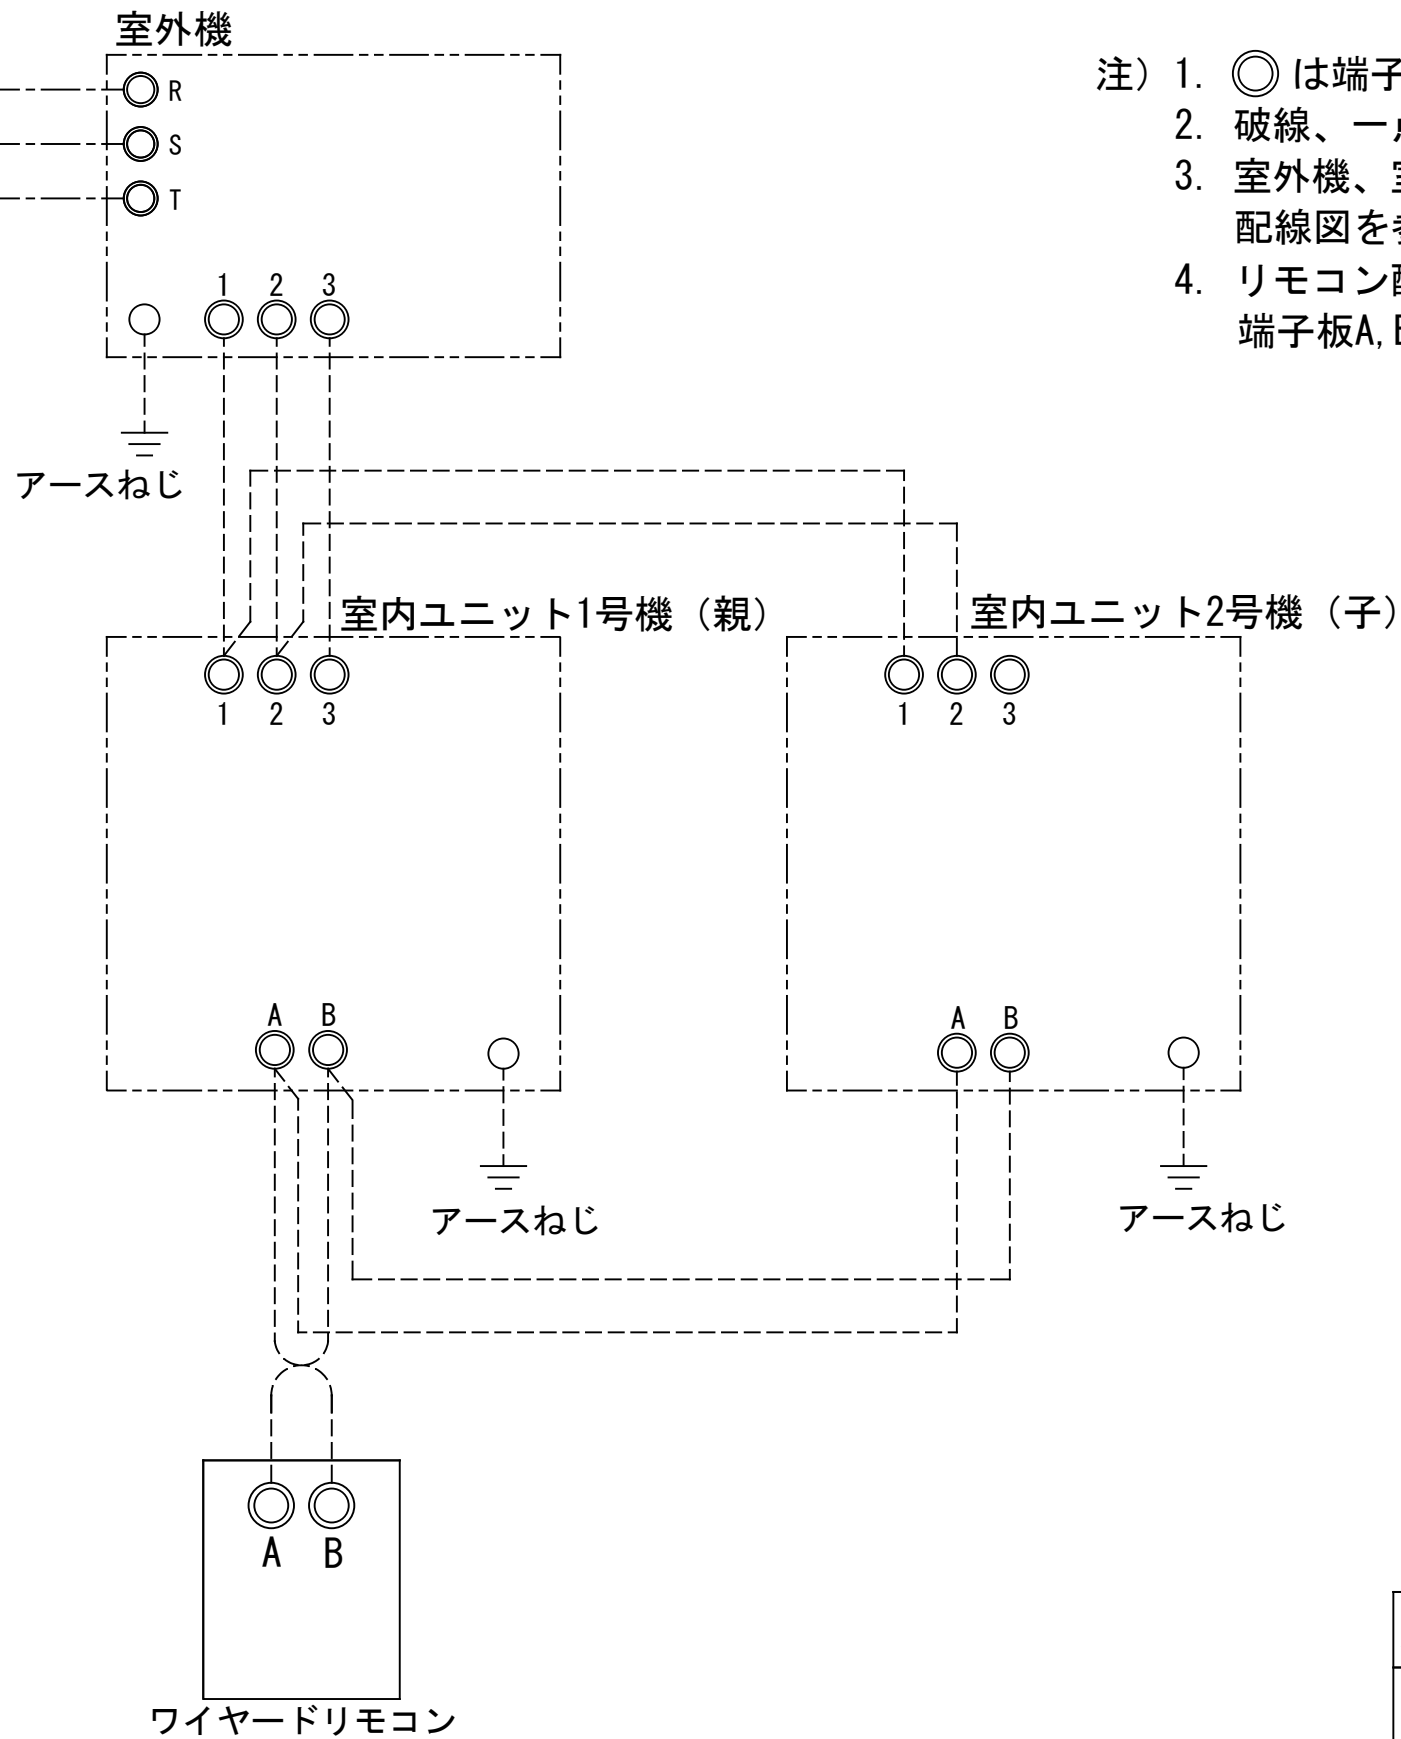 室外機
R
S
T
1 2 3
アースねじ
注) 1. ◎ は端子
2. 破線、一点
3. 室外機、室
配線図を参
4. リモコン配
端子板A,B
室内ユニット1号機 (親)
1 2 3
A B
アースねじ
室内ユニット2号機 (子)
1 2 3
A B
アースねじ
A B
ワイヤードリモコン